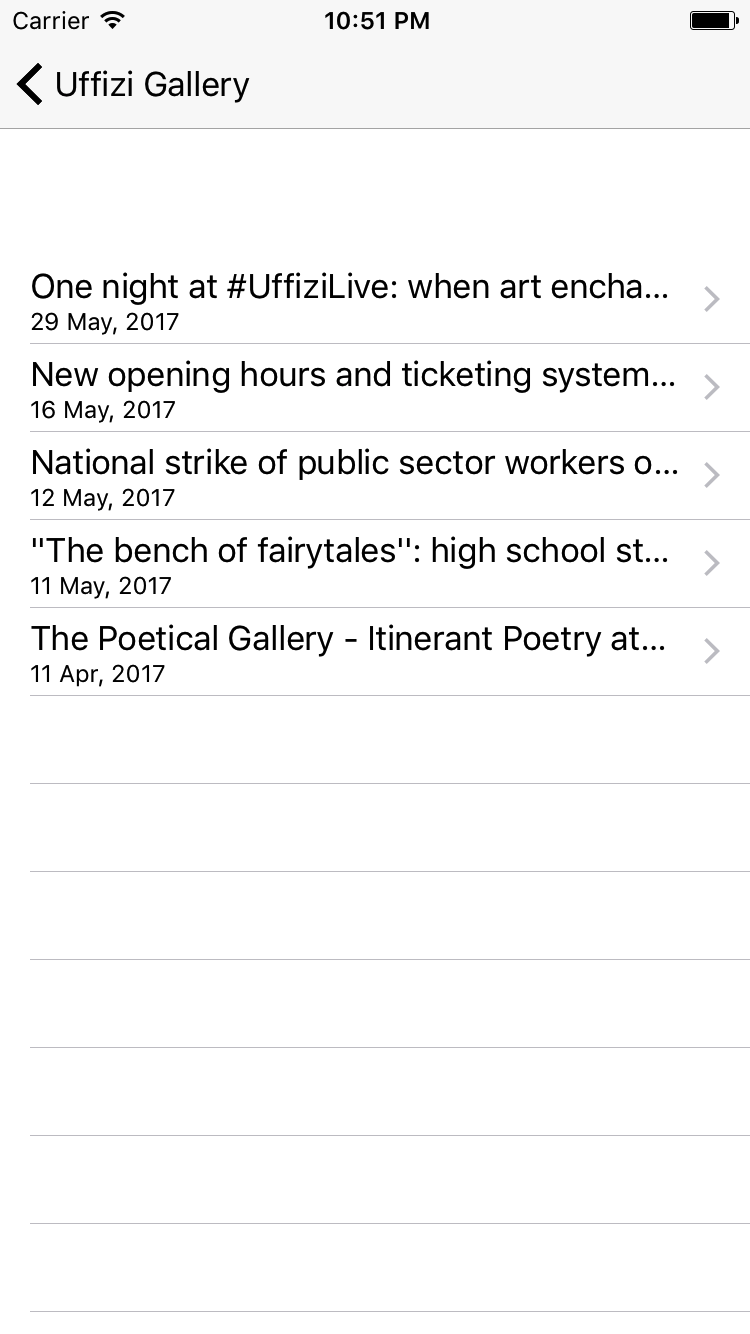 Carrier 10:51 PM
Uffizi Gallery
One night at #UffiziLive: when art encha...
29 May, 2017
New opening hours and ticketing system...
16 May, 2017
National strike of public sector workers o...
12 May, 2017
"The bench of fairytales'': high school st...
11 May, 2017
The Poetical Gallery - Itinerant Poetry at...
11 Apr, 2017